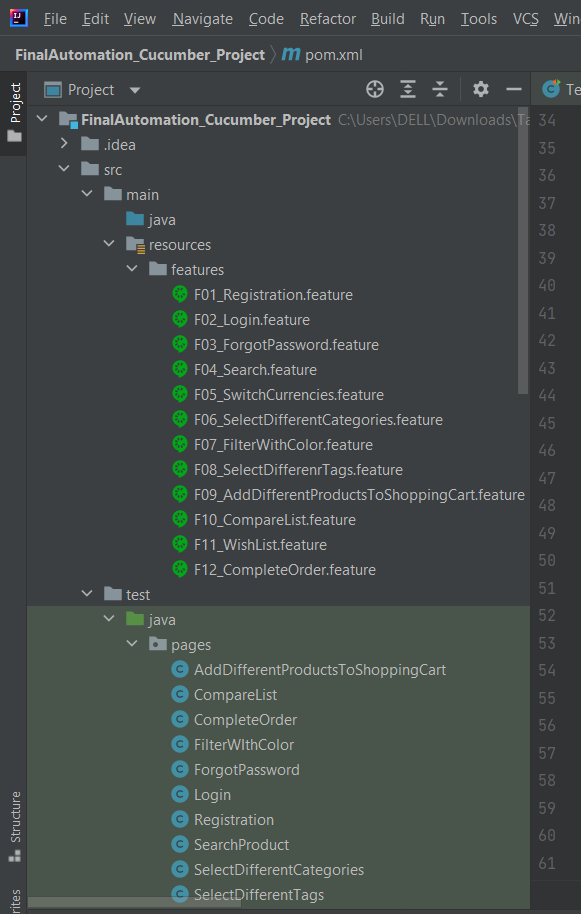 File Edit View Navigate Code Refactor Build Run Tools VCS Win
FinalAutomation_Cucumber_Project pom.xml
Project
Project
Te
FinalAutomation_Cucumber_Project C:\Users\DELL\Downloads\Ta
.idea
src
main
java
resources
features
F01_Registration.feature
F02_Login.feature
F03_ForgotPassword.feature
F04_Search.feature
F05_SwitchCurrencies.feature
F06_SelectDifferentCategories.feature
F07_FilterWithColor.feature
F08_SelectDifferenrTags.feature
F09_AddDifferentProductsToShoppingCart.feature
F10_CompareList.feature
F11_WishList.feature
F12_CompleteOrder.feature
test
java
pages
AddDifferentProductsToShoppingCart
CompareList
CompleteOrder
FilterWIthColor
ForgotPassword
Login
Registration
SearchProduct
SelectDifferentCategories
SelectDifferentTags
Structure
rites
34
35
36
37
38
39
40
41
42
43
44
45
46
47
48
49
50
51
52
53
54
55
56
57
58
59
60
61